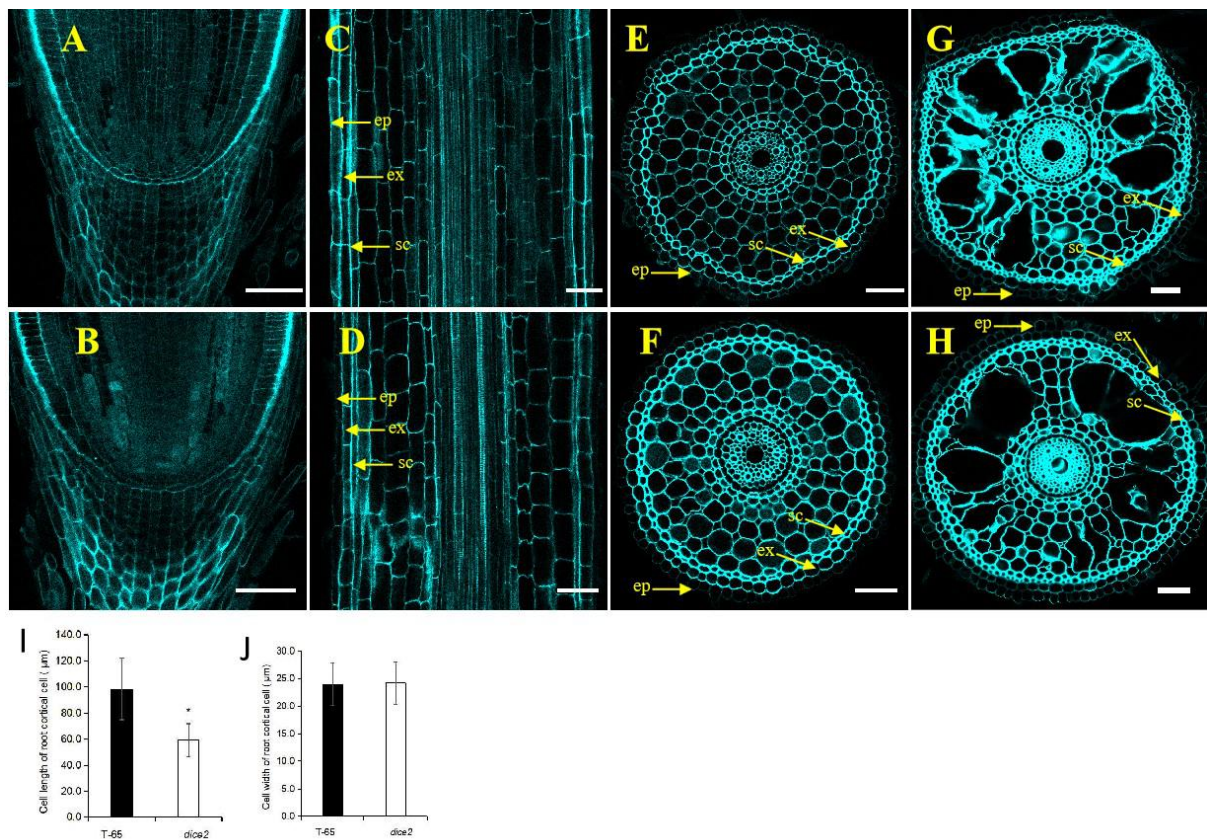 A
C
E
G
ep
ex
sc
ex
sc
ep
ex
sc
ep
B
D
F
H
ep
ex
sc
sc
ex
ep
ep
ex
sc
I
Cell length of root cortical cell ( µm)
140.0
120.0
100.0
80.0
60.0
40.0
20.0
0.0
*
T-65 dice2
J
Cell width of root cortical cell (µm)
30.0
25.0
20.0
15.0
10.0
5.0
0.0
T-65 dice2